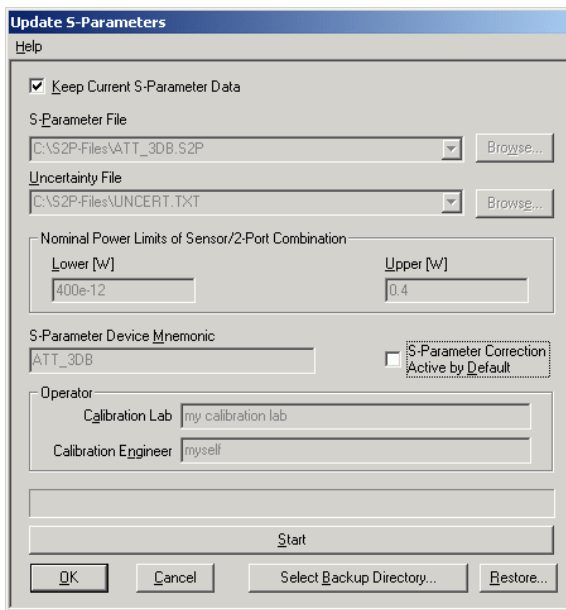 Update S-Parameters
Help
Keep Current S-Parameter Data
S-Parameter File
C:\S2P-Files\ATT_3DB.S2P
Browse...
Uncertainty File
C:\S2P-Files\UNCERT.TXT
Browse...
Nominal Power Limits of Sensor/2-Port Combination
Lower [W]
Upper [W]
400e-12
0.4
S-Parameter Device Mnemonic
ATT_3DB
S-Parameter Correction
Active by Default
Operator
Calibration Lab
my calibration lab
Calibration Engineer
myself
Start
OK
Cancel
Select Backup Directory...
Restore...